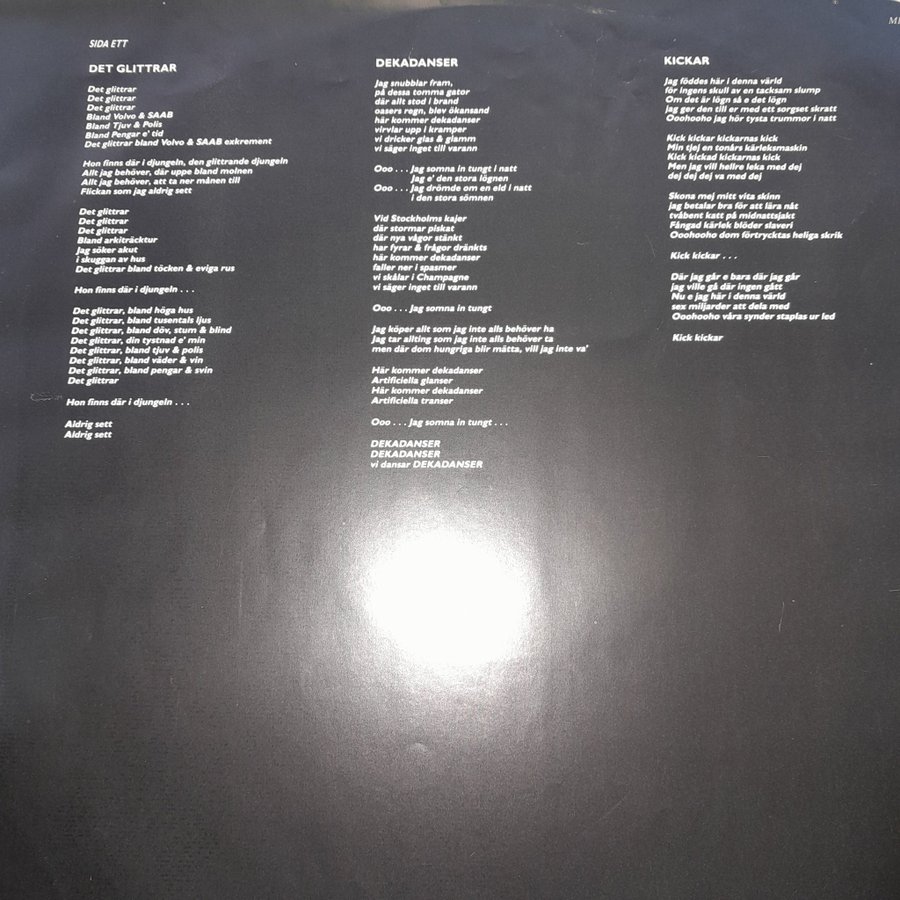 SIDA ETT
DET GLITTRAR
Det glittrar
Det glittrar
Det glittrar
Bland Volvo & SAAB
Bland Tjuv & Polis
Bland Pengar e' tid
Det glittrar bland Volvo & SAAB exkrement
Hon finns där i djungeln, den glittrande djungeln
Allt jag behöver, där uppe bland molnen
Allt jag behöver, att ta ner månen till
Flickan som jag aldrig sett
Det glittrar
Det glittrar
Det glittrar
Bland arkiträcktur
Jag söker akut
i skuggan av hus
Det glittrar bland töcken & eviga rus
Hon finns där i djungeln . . .
Det glittrar, bland höga hus
Det glittrar, bland tusentals ljus
Det glittrar, bland döv, stum & blind
Det glittrar, din tystnad e' min
Det glittrar, bland tjuv & polis
Det glittrar, bland väder & vin
Det glittrar, bland pengar & svin
Det glittrar
Hon finns där i djungeln . . .
Aldrig sett
Aldrig sett
DEKADANSER
Jag snubblar fram,
på dessa tomma gator
där allt stod i brand
oasers regn, blev ökansand
här kommer dekadanser
virvlar upp i kramper
vi dricker glas & glamm
vi säger inget till varann
Ooo . . . Jag somna in tungt i natt
Jag e' den stora lögnen
Ooo . . . Jag drömde om en eld i natt
i den stora sömnen
Vid Stockholms kajer
där stormar piskat
där nya vågor stänkt
har fyrar & frågor dränkts
här kommer dekadanser
faller ner i spasmer
vi skålar i Champagne
vi säger inget till varann
Ooo . . . Jag somna in tungt
Jag köper allt som jag inte alls behöver ha
Jag tar allting som jag inte alls behöver ta
men där dom hungriga blir mätta, vill jag inte va'
Här kommer dekadanser
Artificiella glanser
Här kommer dekadanser
Artificiella transer
Ooo . . . Jag somna in tungt . . .
DEKADANSER
DEKADANSER
vi dansar DEKADANSER
KICKAR
Jag föddes här i denna värld
för ingens skull av en tacksam slump
Om det är lögn så e det lögn
jag ger den till er med ett sorgset skratt
Ooohooho jag hör tysta trummor i natt
Kick kickar kickarnas kick
Min tjej en tonårs kärleksmaskin
Kick kickad kickarnas kick
Men jag vill hellre leka med dej
dej dej dej va med dej
Skona mej mitt vita skinn
jag betalar bra för att lära nåt
tvåbent katt på midnattsjakt
Fångad kärlek blöder slaveri
Ooohooho dom förtrycktas heliga skrik
Kick kickar . . .
Där jag går e bara där jag går
jag ville gå där ingen gått
Nu e jag här i denna värld
sex miljarder att dela med
Ooohooho våra synder staplas ur led
Kick kickar